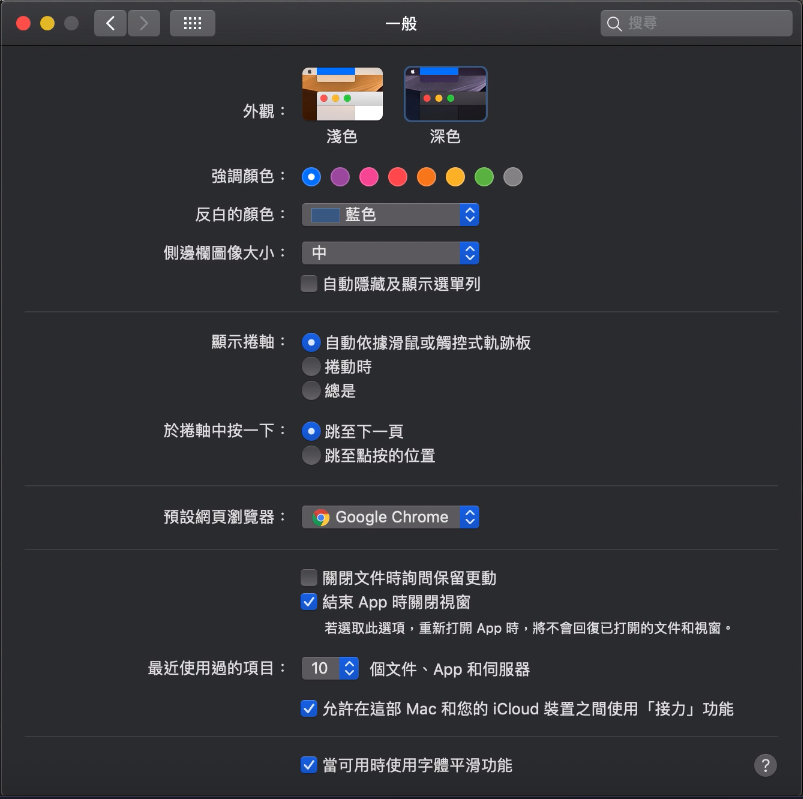 一般
搜尋
外觀：
淺色
深色
強調顏色：
反白的顏色：
藍色
側邊欄圖像大小：
中
自動隱藏及顯示選單列
顯示捲軸：
自動依據滑鼠或觸控式軌跡板
捲動時
總是
於捲軸中按一下：
跳至下一頁
跳至點按的位置
預設網頁瀏覽器：
Google Chrome
關閉文件時詢問保留更動
結束 App 時關閉視窗
若選取此選項，重新打開 App 時，將不會回復已打開的文件和視窗。
最近使用過的項目：
10
個文件、App 和伺服器
允許在這部 Mac 和您的 iCloud 裝置之間使用「接力」功能
當可用時使用字體平滑功能
?